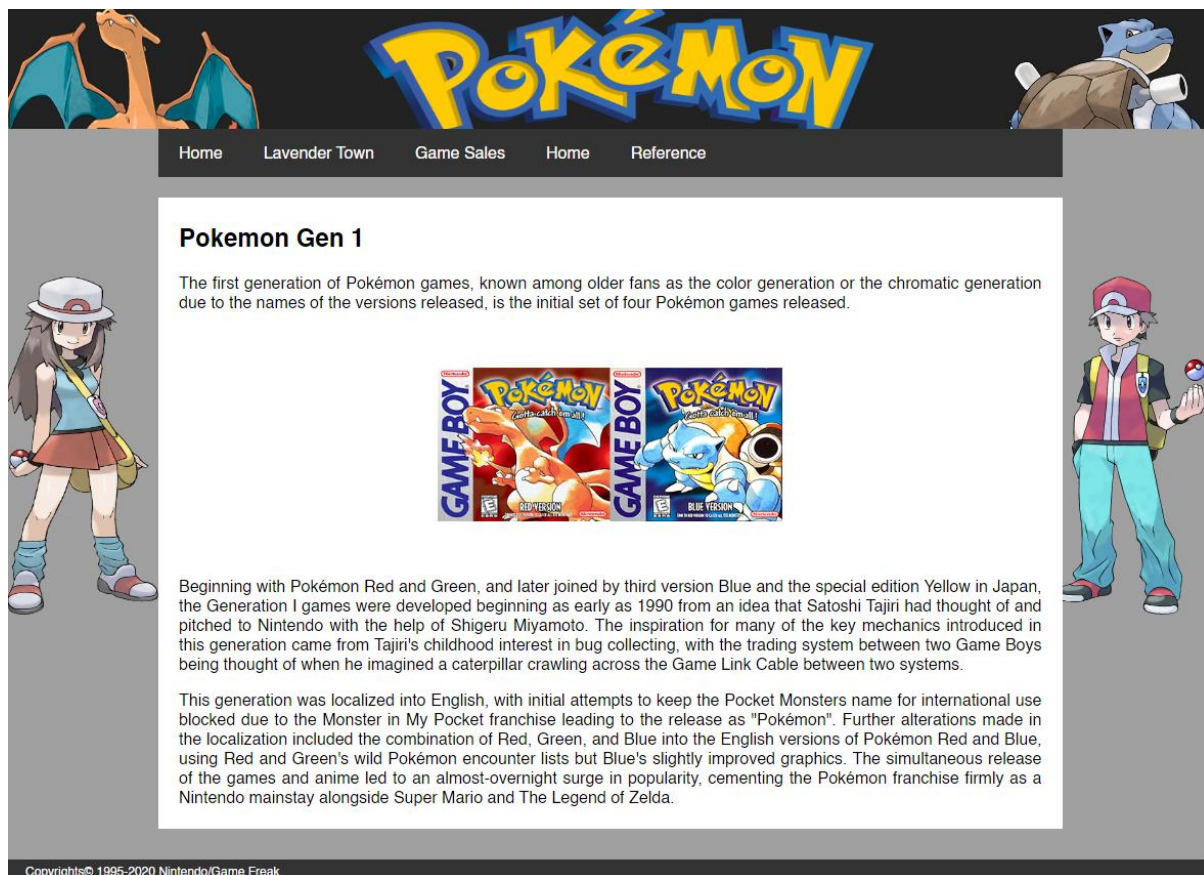 POKéMON
Home Lavender Town Game Sales Home Reference
Pokemon Gen 1
The first generation of Pokémon games, known among older fans as the color generation or the chromatic generation
due to the names of the versions released, is the initial set of four Pokémon games released.
Nintendo
GAME BOY
POKéMON
Gotta catch 'em all!
E
RED VERSION
Nintendo
Nintendo
GAME BOY
POKéMON
Gotta catch 'em all!
E
BLUE VERSION
Nintendo
Beginning with Pokémon Red and Green, and later joined by third version Blue and the special edition Yellow in Japan,
the Generation I games were developed beginning as early as 1990 from an idea that Satoshi Tajiri had thought of and
pitched to Nintendo with the help of Shigeru Miyamoto. The inspiration for many of the key mechanics introduced in
this generation came from Tajiri's childhood interest in bug collecting, with the trading system between two Game Boys
being thought of when he imagined a caterpillar crawling across the Game Link Cable between two systems.
This generation was localized into English, with initial attempts to keep the Pocket Monsters name for international use
blocked due to the Monster in My Pocket franchise leading to the release as "Pokémon". Further alterations made in
the localization included the combination of Red, Green, and Blue into the English versions of Pokémon Red and Blue,
using Red and Green's wild Pokémon encounter lists but Blue's slightly improved graphics. The simultaneous release
of the games and anime led to an almost-overnight surge in popularity, cementing the Pokémon franchise firmly as a
Nintendo mainstay alongside Super Mario and The Legend of Zelda.
Copyrights© 1995-2020 Nintendo/Game Freak